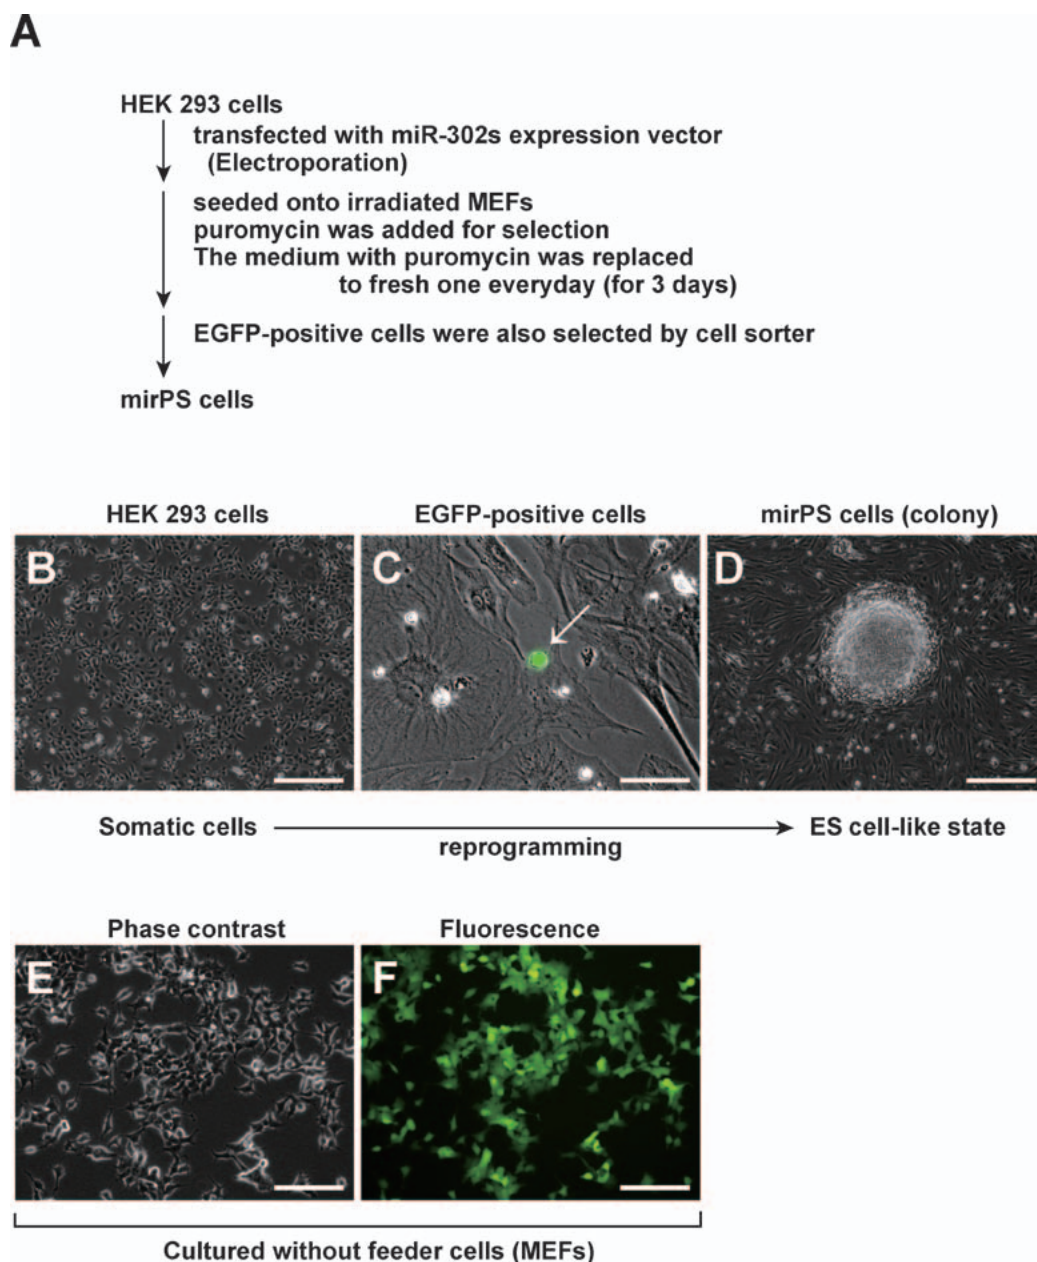 A
HEK 293 cells
transfected with miR-302s expression vector
(Electroporation)
seeded onto irradiated MEFs
puromycin was added for selection
The medium with puromycin was replaced
to fresh one everyday (for 3 days)
EGFP-positive cells were also selected by cell sorter
mirPS cells
HEK 293 cells
EGFP-positive cells
mirPS cells (colony)
B
C
D
Somatic cells
ES cell-like state
reprogramming
Phase contrast
Fluorescence
E
F
Cultured without feeder cells (MEFs)